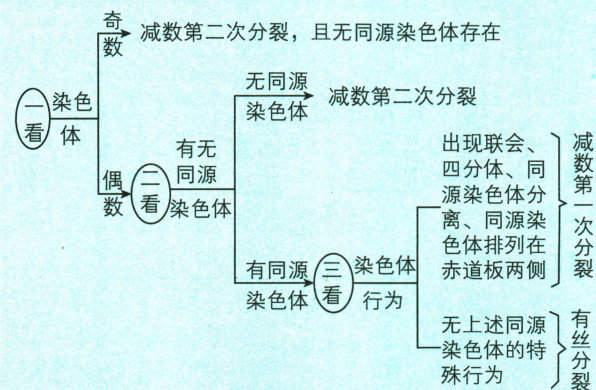 奇
数
减数第二次分裂，且无同源染色体存在
一
看
染色
体
偶
数
二
看
有无
同源
染色体
无同源
染色体
减数第二次分裂
有同源
染色体
三
看
染色体
行为
出现联会、
四分体、同
源染色体分
离、同源染
色体排列在
赤道板两侧
减数第一次分裂
无上述同源
染色体的特
殊行为
有丝分裂